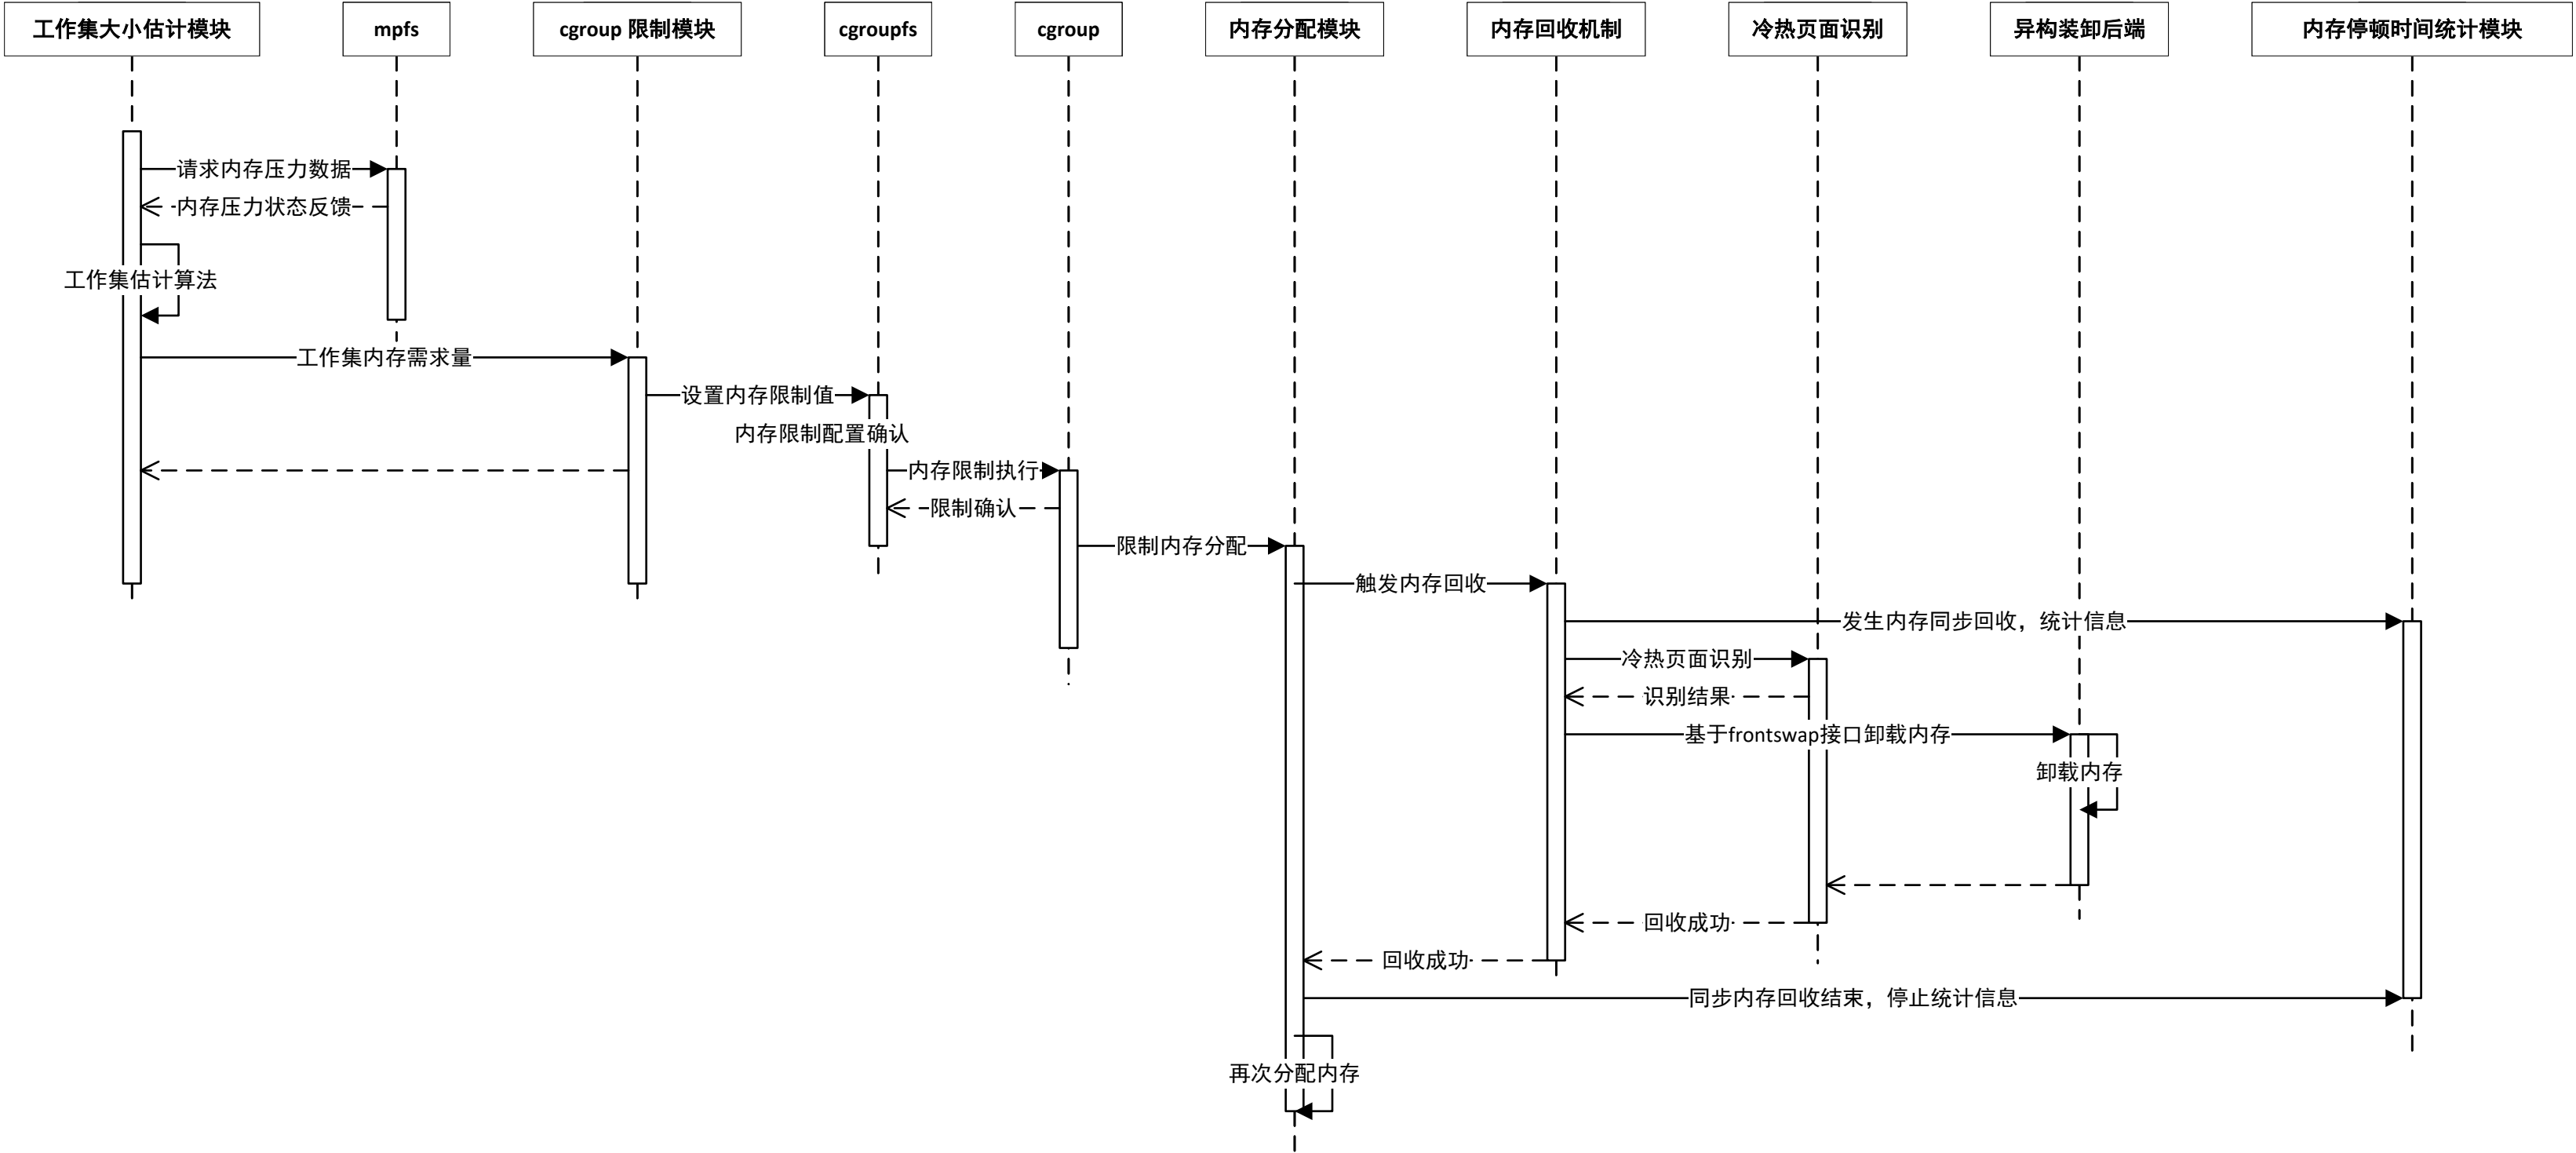 工作集大小估计模块
mpfs
cgroup 限制模块
cgroupfs
cgroup
内存分配模块
内存回收机制
冷热页面识别
异构装卸后端
内存停顿时间统计模块
请求内存压力数据
内存压力状态反馈
工作集估计算法
工作集内存需求量
设置内存限制值
内存限制配置确认
内存限制执行
限制确认
限制内存分配
触发内存回收
发生内存同步回收，统计信息
冷热页面识别
识别结果
基于frontswap接口卸载内存
卸载内存
回收成功
回收成功
同步内存回收结束，停止统计信息
再次分配内存